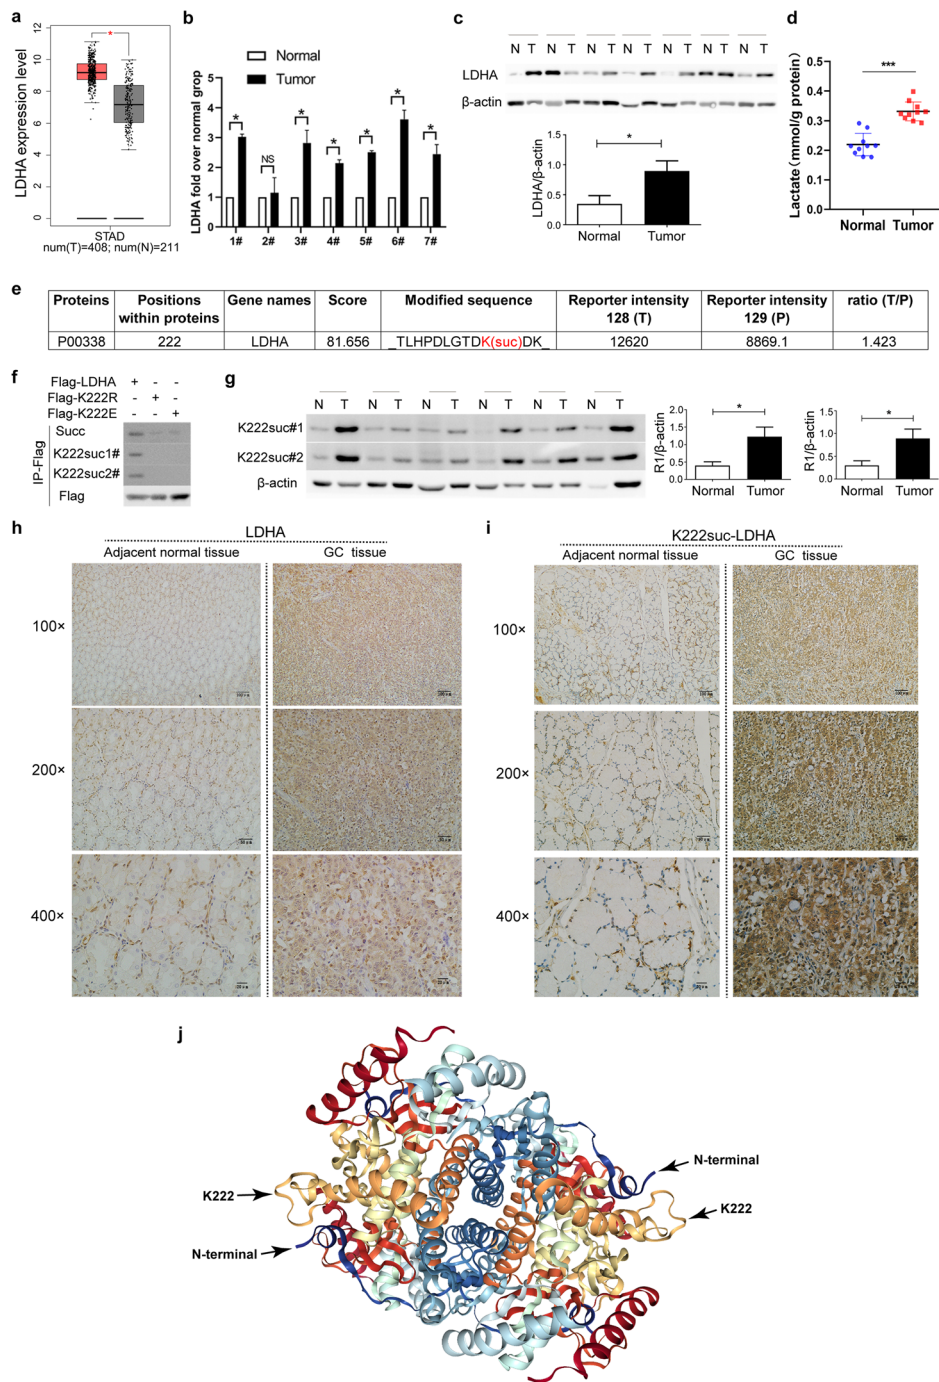 a
LDHA expression level
12
10
8
6
4
2
0
*
STAD
num(T)=408; num(N)=211
b
Normal
Tumor
LDHA fold over normal grop
5
4
3
2
1
0
* NS * * * * *
1# 2# 3# 4# 5# 6# 7#
c
N T N T N T N T N T N T N T
LDHA
β-actin
LDHA/β-actin
1.5
1.0
0.5
0.0
*
Normal Tumor
d
Lactate(mmol/g protein)
0.5
0.4
0.3
0.2
0.1
0.0
***
Normal Tumor
e
Proteins Positions within proteins Gene names Score Modified sequence Reporter intensity 128 (T) Reporter intensity 129 (P) ratio (T/P)
P00338 222 LDHA 81.656 _TLHPDLGTDK(suc)DK_ 12620 8869.1 1.423
f
Flag-LDHA + - -
Flag-K222R - + -
Flag-K222E - - +
IP-Flag
Succ
K222suc1#
K222suc2#
Flag
g
N T N T N T N T N T N T
K222suc#1
K222suc#2
β-actin
R1/β-actin
2.0
1.5
1.0
0.5
0.0
*
Normal Tumor
R1/β-actin
1.5
1.0
0.5
0.0
*
Normal Tumor
h
LDHA
Adjacent normal tissue GC tissue
100×
200×
400×
i
K222suc-LDHA
Adjacent normal tissue GC tissue
100×
200×
400×
j
N-terminal
K222
K222
N-terminal